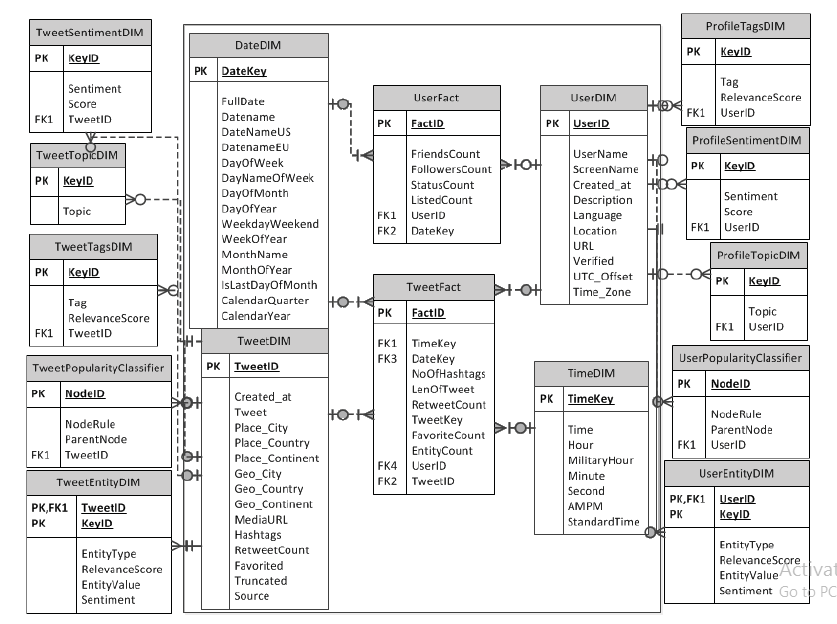 TweetSentimentDIM
PK KeyID
Sentiment
Score
FK1 TweetID
TweetTopicDIM
PK KeyID
Topic
TweetTagsDIM
PK KeyID
Tag
RelevanceScore
FK1 TweetID
TweetPopularityClassifier
PK NodeID
NodeRule
ParentNode
FK1 TweetID
TweetEntityDIM
PK,FK1 TweetID
PK KeyID
EntityType
RelevanceScore
EntityValue
Sentiment
DateDIM
PK DateKey
FullDate
Datename
DateNameUS
DatenameEU
DayOfWeek
DayNameOfWeek
DayOfMonth
DayOfYear
WeekdayWeekend
WeekOfYear
MonthName
MonthOfYear
IsLastDayOfMonth
CalendarQuarter
CalendarYear
TweetDIM
PK TweetID
Created_at
Tweet
Place_City
Place_Country
Place_Continent
Geo_City
Geo_Country
Geo_Continent
MediaURL
Hashtags
RetweetCount
Favorited
Truncated
Source
UserFact
PK FactID
FriendsCount
FollowersCount
StatusCount
ListedCount
FK1 UserID
FK2 DateKey
TweetFact
PK FactID
FK1 TimeKey
FK3 DateKey
NoOfHashtags
LenOfTweet
RetweetCount
TweetKey
FavoriteCount
EntityCount
FK4 UserID
FK2 TweetID
UserDIM
PK UserID
UserName
ScreenName
Created_at
Description
Language
Location
URL
Verified
UTC_Offset
Time_Zone
TimeDIM
PK TimeKey
Time
Hour
MilitaryHour
Minute
Second
AMPM
StandardTime
ProfileTagsDIM
PK KeyID
Tag
RelevanceScore
FK1 UserID
ProfileSentimentDIM
PK KeyID
Sentiment
Score
FK1 UserID
ProfileTopicDIM
PK KeyID
Topic
FK1 UserID
UserPopularityClassifier
PK NodeID
NodeRule
ParentNode
FK1 UserID
UserEntityDIM
PK,FK1 UserID
PK KeyID
EntityType
RelevanceScore
EntityValue
Sentiment
Activat
Go to PC